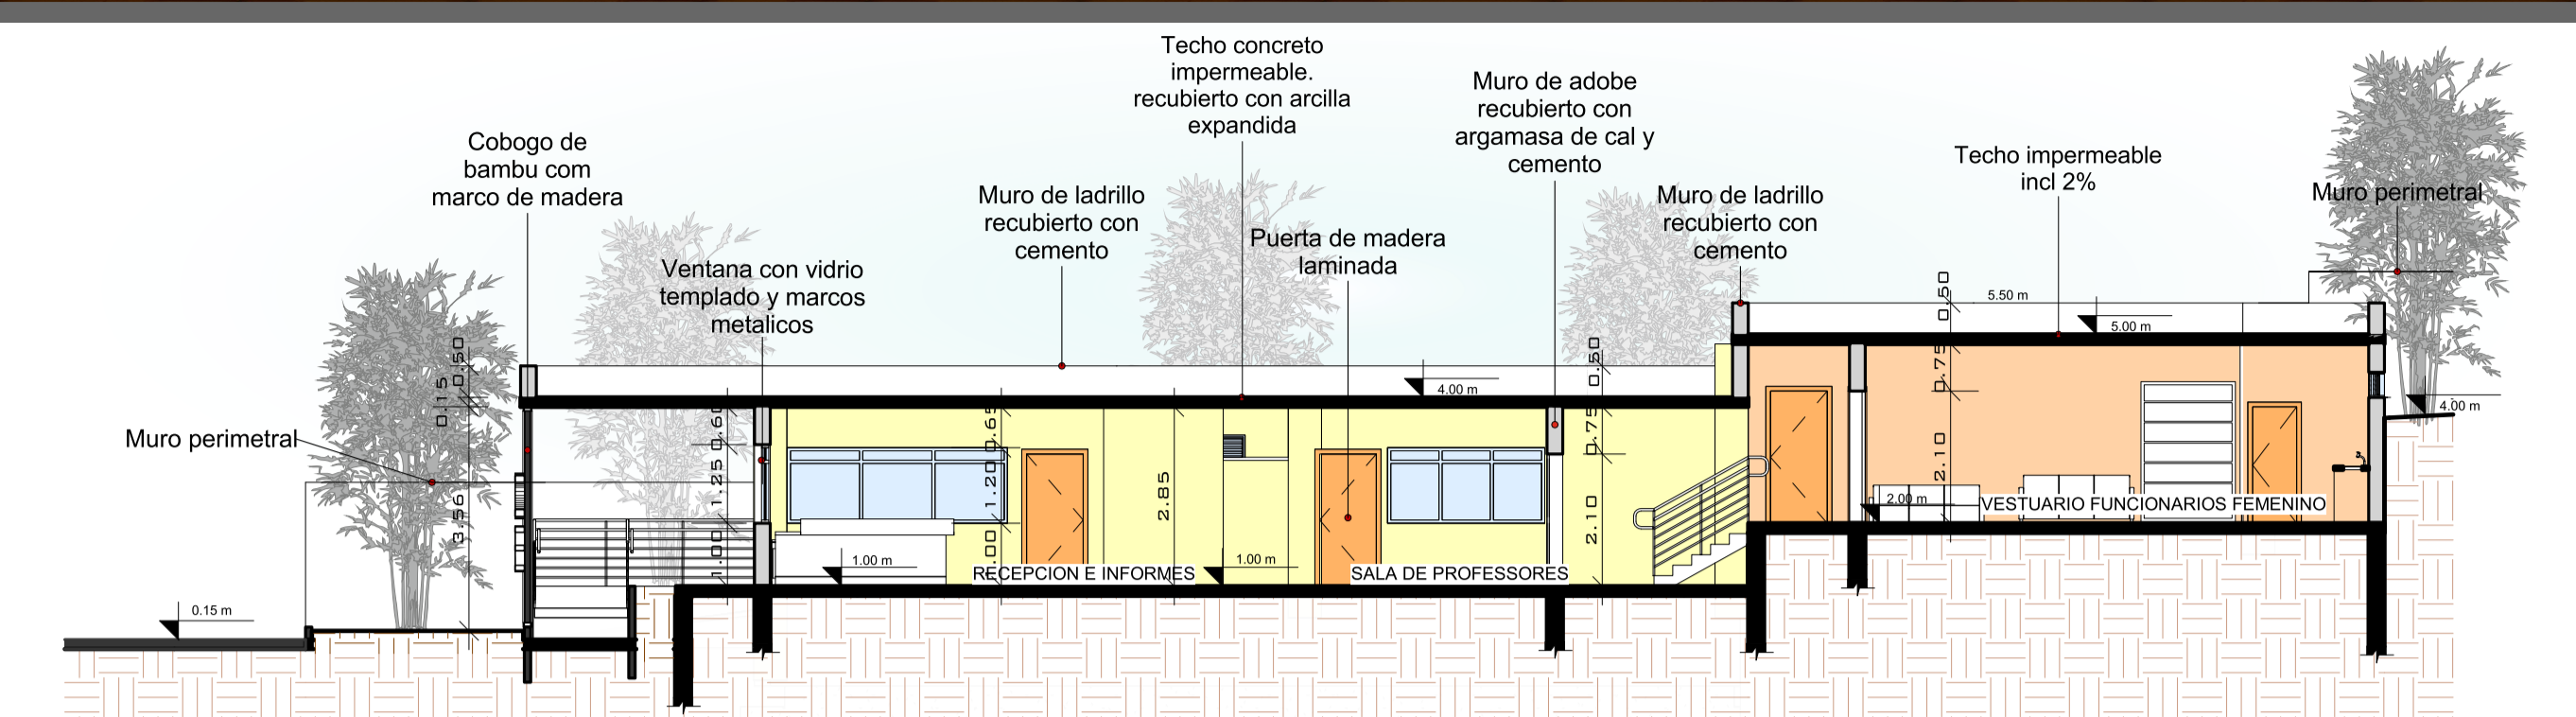 Techo concreto
impermeable.
recubierto con arcilla
expandida
Muro de adobe
recubierto con
argamasa de cal y
cemento
Cobogo de
bambu com
marco de madera
Techo impermeable
incl 2%
Muro de ladrillo
recubierto con
cemento
Muro de ladrillo
recubierto con
cemento
Muro perimetral
Puerta de madera
laminada
Ventana con vidrio
templado y marcos
metalicos
0.50
5.50 m
5.00 m
0.50
0.15
0.50
4.00 m
4.00 m
Muro perimetral
0.60
0.65
0.75
0.75
3.56
1.25
1.20
2.85
2.10
2.10
2.00 m
VESTUARIO FUNCIONARIOS FEMENINO
1.00
1.00 m
1.00
1.00 m
RECEPCION E INFORMES
SALA DE PROFESSORES
0.15 m